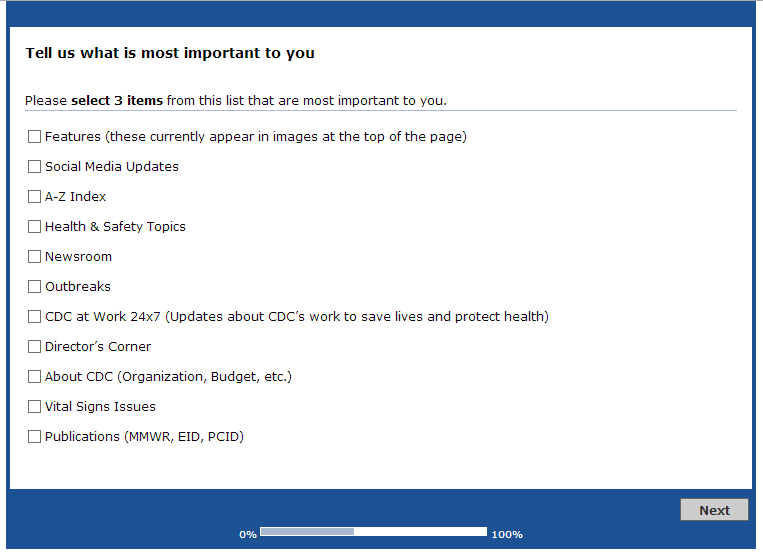 Tell us what is most important to you
Please select 3 items from this list that are most important to you.
Features (these currently appear in images at the top of the page)
Social Media Updates
A-Z Index
Health & Safety Topics
Newsroom
Outbreaks
CDC at Work 24x7 (Updates about CDC's work to save lives and protect health)
Director's Corner
About CDC (Organization, Budget, etc.)
Vital Signs Issues
Publications (MMWR, EID, PCID)
Next
0% 100%